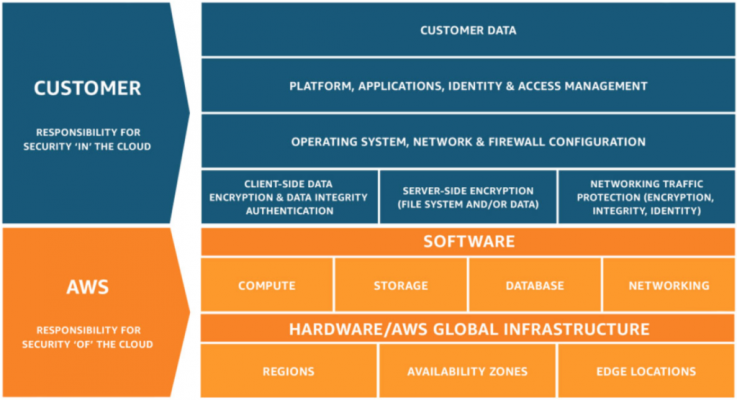 CUSTOMER
RESPONSIBILITY FOR
SECURITY 'IN' THE CLOUD
CUSTOMER DATA
PLATFORM, APPLICATIONS, IDENTITY & ACCESS MANAGEMENT
OPERATING SYSTEM, NETWORK & FIREWALL CONFIGURATION
CLIENT-SIDE DATA
ENCRYPTION & DATA INTEGRITY
AUTHENTICATION
SERVER-SIDE ENCRYPTION
(FILE SYSTEM AND/OR DATA)
NETWORKING TRAFFIC
PROTECTION (ENCRYPTION,
INTEGRITY, IDENTITY)
AWS
RESPONSIBILITY FOR
SECURITY 'OF' THE CLOUD
SOFTWARE
COMPUTE
STORAGE
DATABASE
NETWORKING
HARDWARE/AWS GLOBAL INFRASTRUCTURE
REGIONS
AVAILABILITY ZONES
EDGE LOCATIONS